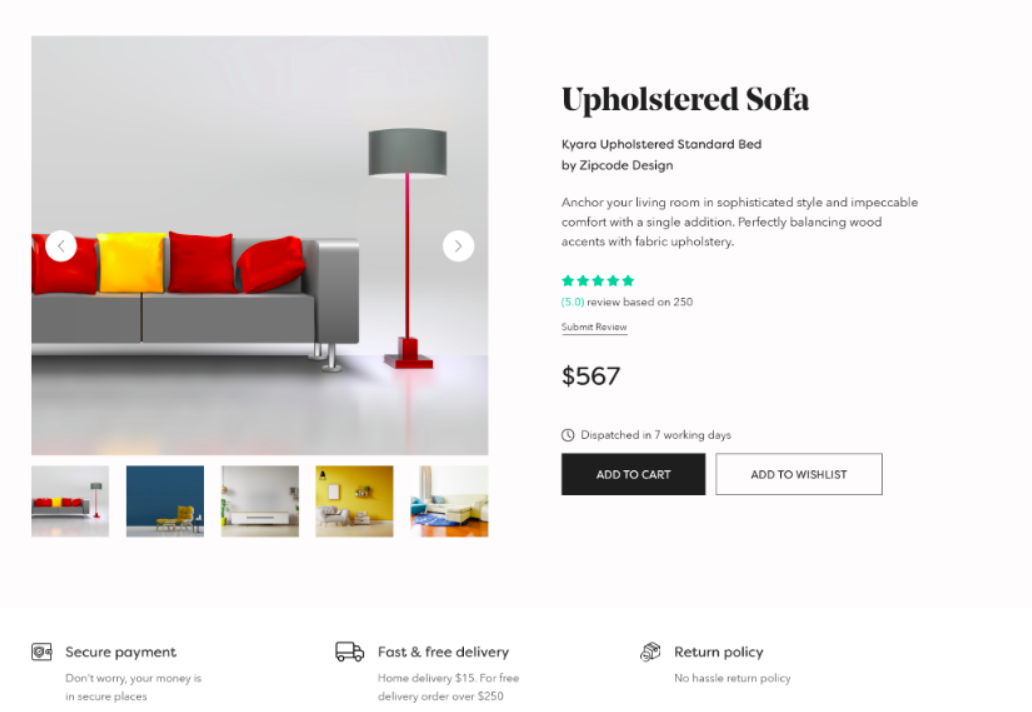 Upholstered Sofa
Kyara Upholstered Standard Bed
by Zipcode Design
Anchor your living room in sophisticated style and impeccable
comfort with a single addition. Perfectly balancing wood
accents with fabric upholstery.
(5.0) review based on 250
Submit Review
$567
Dispatched in 7 working days
ADD TO CART
ADD TO WISHLIST
Secure payment
Don't worry, your money is
in secure places
Fast & free delivery
Home delivery $15. For free
delivery order over $250
Return policy
No hassle return policy